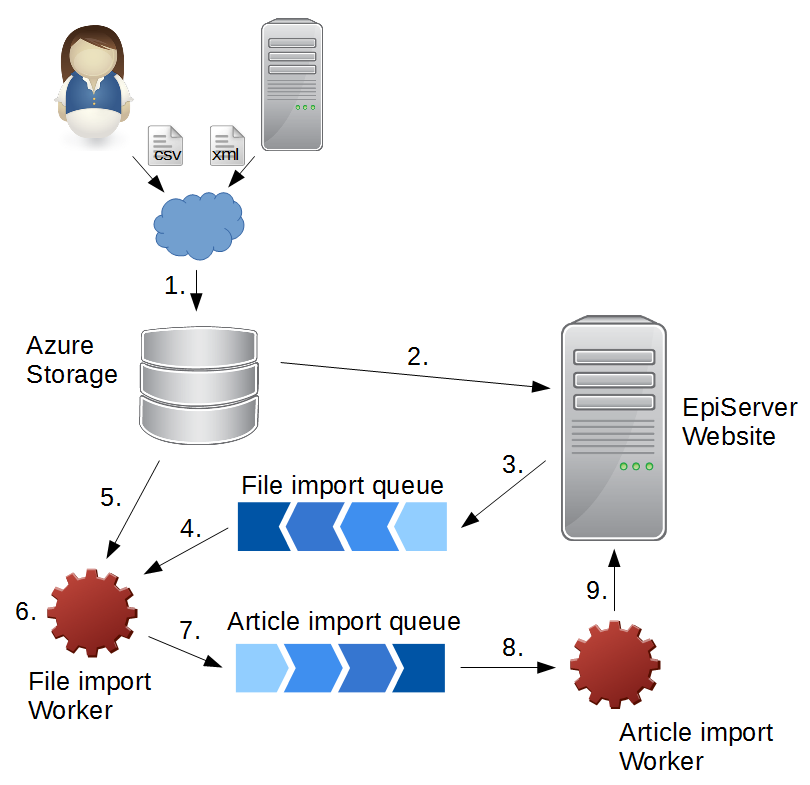 csv
xml
1.
Azure
Storage
2.
EpiServer
Website
3.
5.
File import queue
4.
6.
7.
Article import queue
8.
9.
File import
Worker
Article import
Worker